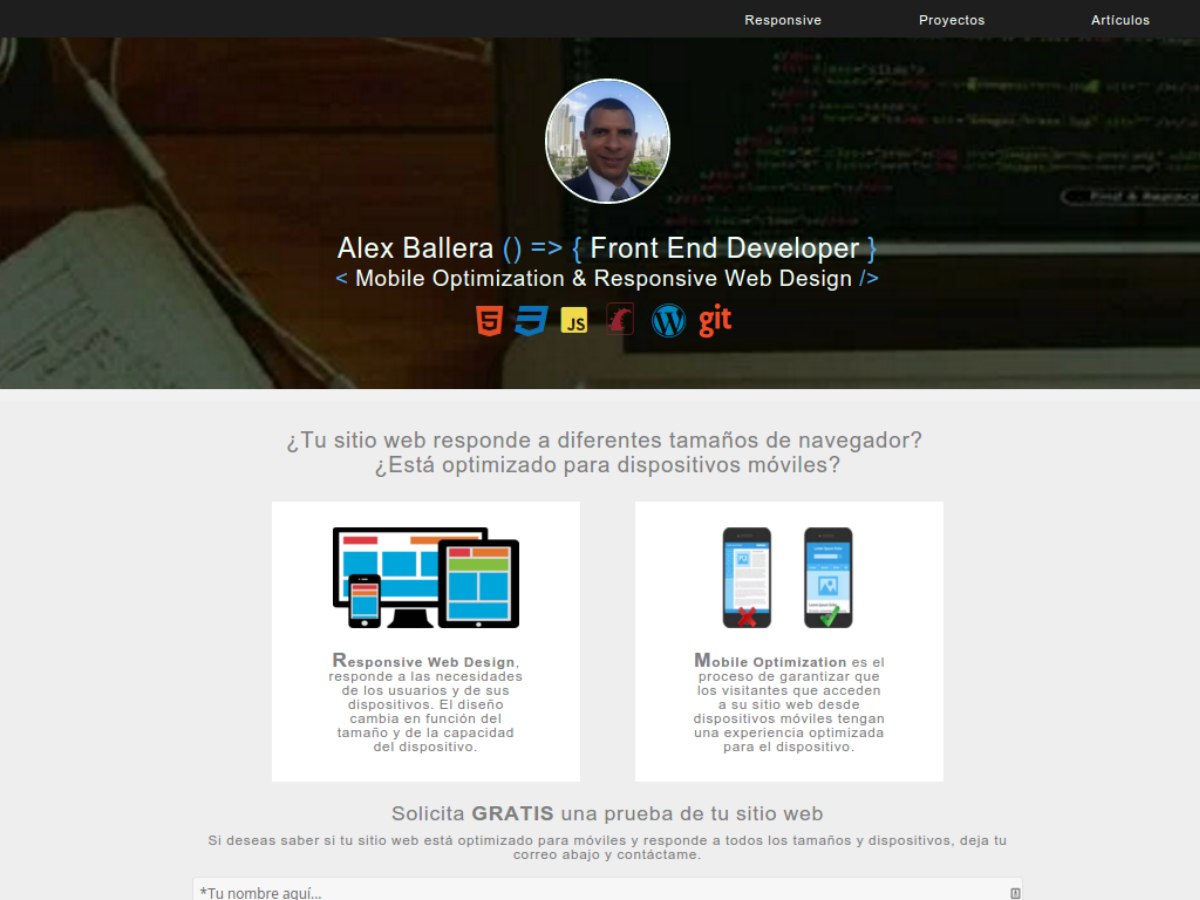 Responsive Proyectos Artículos
Find & Replace
Alex Ballera () => { Front End Developer }
< Mobile Optimization & Responsive Web Design />
JS git
¿Tu sitio web responde a diferentes tamaños de navegador?
¿Está optimizado para dispositivos móviles?
Responsive Web Design,
responde a las necesidades
de los usuarios y de sus
dispositivos. El diseño
cambia en función del
tamaño y de la capacidad
del dispositivo.
Mobile Optimization es el
proceso de garantizar que
los visitantes que acceden
a su sitio web desde
dispositivos móviles tengan
una experiencia optimizada
para el dispositivo.
Solicita GRATIS una prueba de tu sitio web
Si deseas saber si tu sitio web está optimizado para móviles y responde a todos los tamaños y dispositivos, deja tu
correo abajo y contáctame.
*Tu nombre aquí...